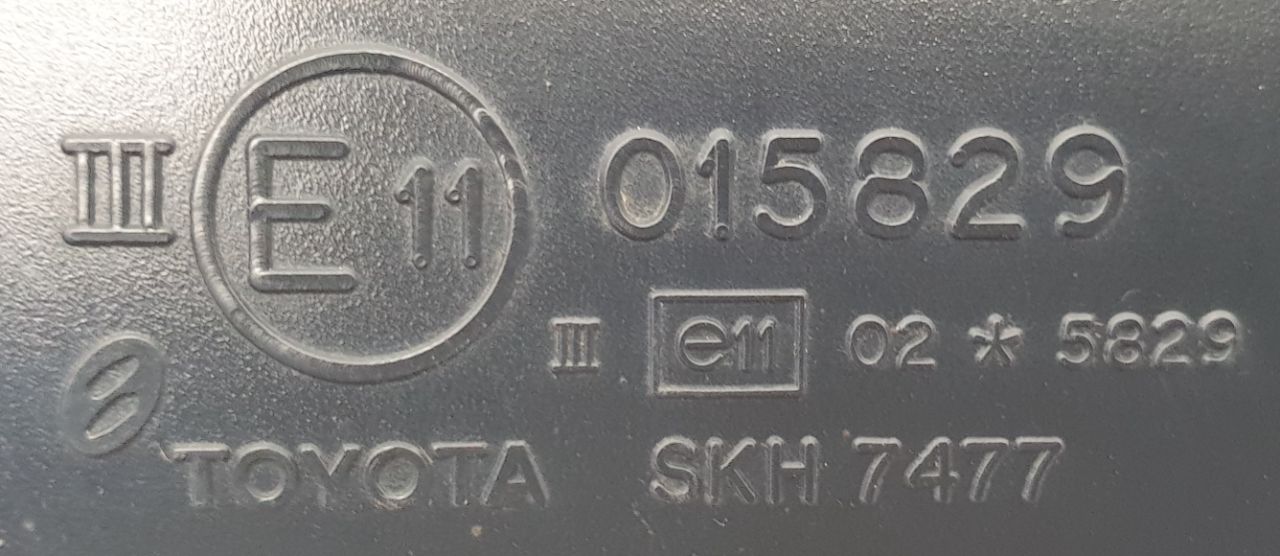 III E11 015829
III e11 02 * 5829
TOYOTA SKH 7477